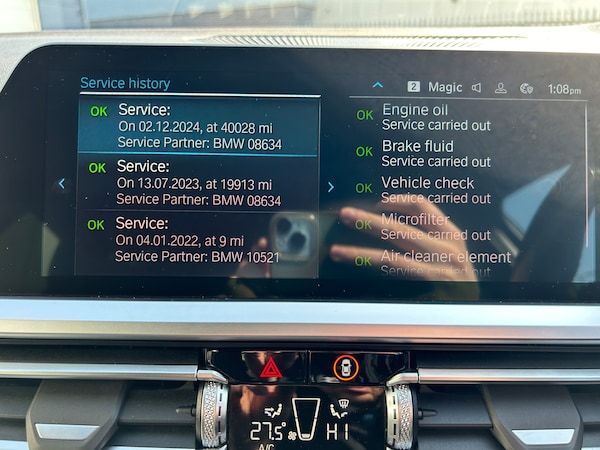 Service history
2 Magic 1:08pm
OK Service:
On 02.12.2024, at 40028 mi
Service Partner: BMW 08634
OK Service:
On 13.07.2023, at 19913 mi
Service Partner: BMW 08634
OK Service:
On 04.01.2022, at 9 mi
Service Partner: BMW 10521
OK Engine oil
Service carried out
OK Brake fluid
Service carried out
OK Vehicle check
Service carried out
OK Microfilter
Service carried out
OK Air cleaner element
Service carried out
27.5° HI
A/C